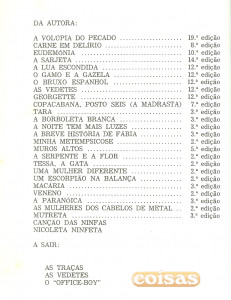 DA AUTORA:
A VOLÚPIA DO PECADO 19.ª edição
CARNE EM DELÍRIO 8.ª edição
EUDEMÔNIA 10.ª edição
A SARJETA 14.ª edição
A LUA ESCONDIDA 12.ª edição
O GAMO E A GAZELA 12.ª edição
O BRUXO ESPANHOL 12.ª edição
AS VEDETES 12.ª edição
GEORGETTE 12.ª edição
COPACABANA, POSTO SEIS (A MADRASTA) 7.ª edição
TARA 3.ª edição
A BORBOLETA BRANCA 3.ª edição
A NOITE TEM MAIS LUZES 3.ª edição
A BREVE HISTÓRIA DE FÁBIA 3.ª edição
MINHA METEMPSICOSE 2.ª edição
MUROS ALTOS 5.ª edição
A SERPENTE E A FLOR 2.ª edição
TESSA, A GATA 2.ª edição
UMA MULHER DIFERENTE 2.ª edição
UM ESCORPIÃO NA BALANÇA 2.ª edição
MACÁRIA 3.ª edição
VENENO 2.ª edição
A PARANÓICA 3.ª edição
AS MULHERES DOS CABELOS DE METAL 2.ª edição
MUTRETA 3.ª edição
CANÇÃO DAS NINFAS
NICOLETA NINFETA
A SAIR:
AS TRAÇAS
AS VEDETES
O "OFFICE-BOY"
coisas